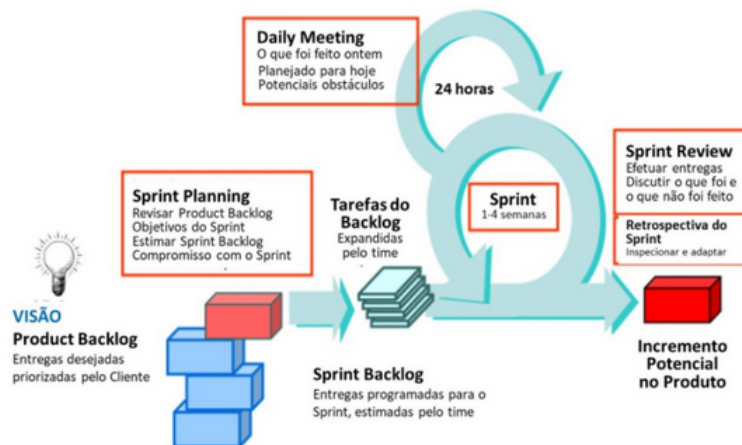 Daily Meeting
O que foi feito ontem
Planejado para hoje
Potenciais obstáculos
24 horas
Sprint Planning
Revisar Product Backlog
Objetivos do Sprint
Estimar Sprint Backlog
Compromisso com o Sprint
Tarefas do
Backlog
Expandidas
pelo time
Sprint
1-4 semanas
Sprint Review
Efetuar entregas
Discutir o que foi e
o que não foi feito
Retrospectiva do
Sprint
Inspecionar e adaptar
VISÃO
Product Backlog
Entregas desejadas
priorizadas pelo Cliente
Sprint Backlog
Entregas programadas para o
Sprint, estimadas pelo time
Incremento
Potencial
no Produto